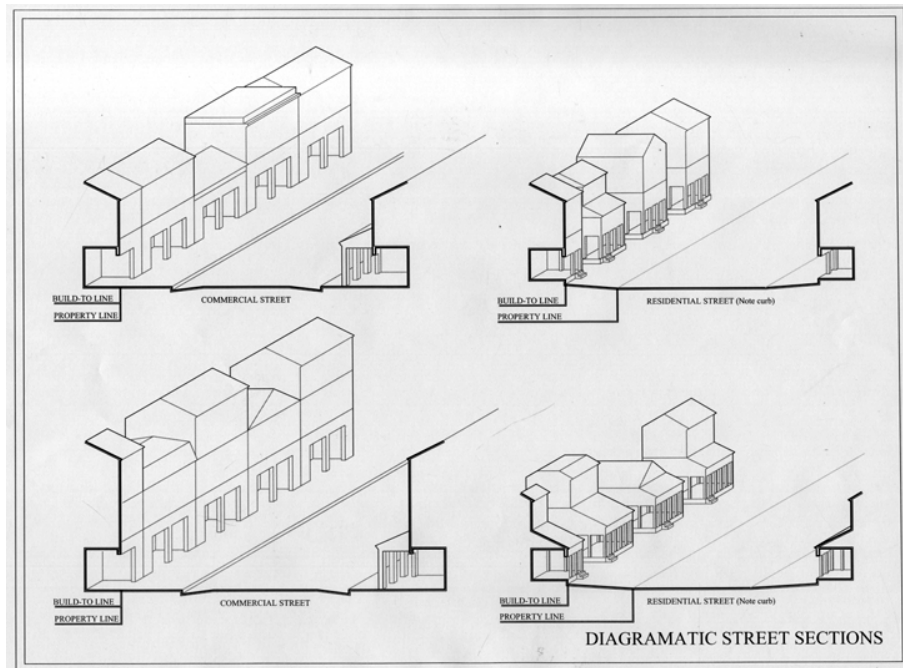 BUILD-TO LINE
COMMERCIAL STREET
PROPERTY LINE
BUILD-TO LINE
RESIDENTIAL STREET (Note curb)
PROPERTY LINE
BUILD-TO LINE
COMMERCIAL STREET
PROPERTY LINE
BUILD-TO LINE
RESIDENTIAL STREET (Note curb)
PROPERTY LINE
DIAGRAMATIC STREET SECTIONS